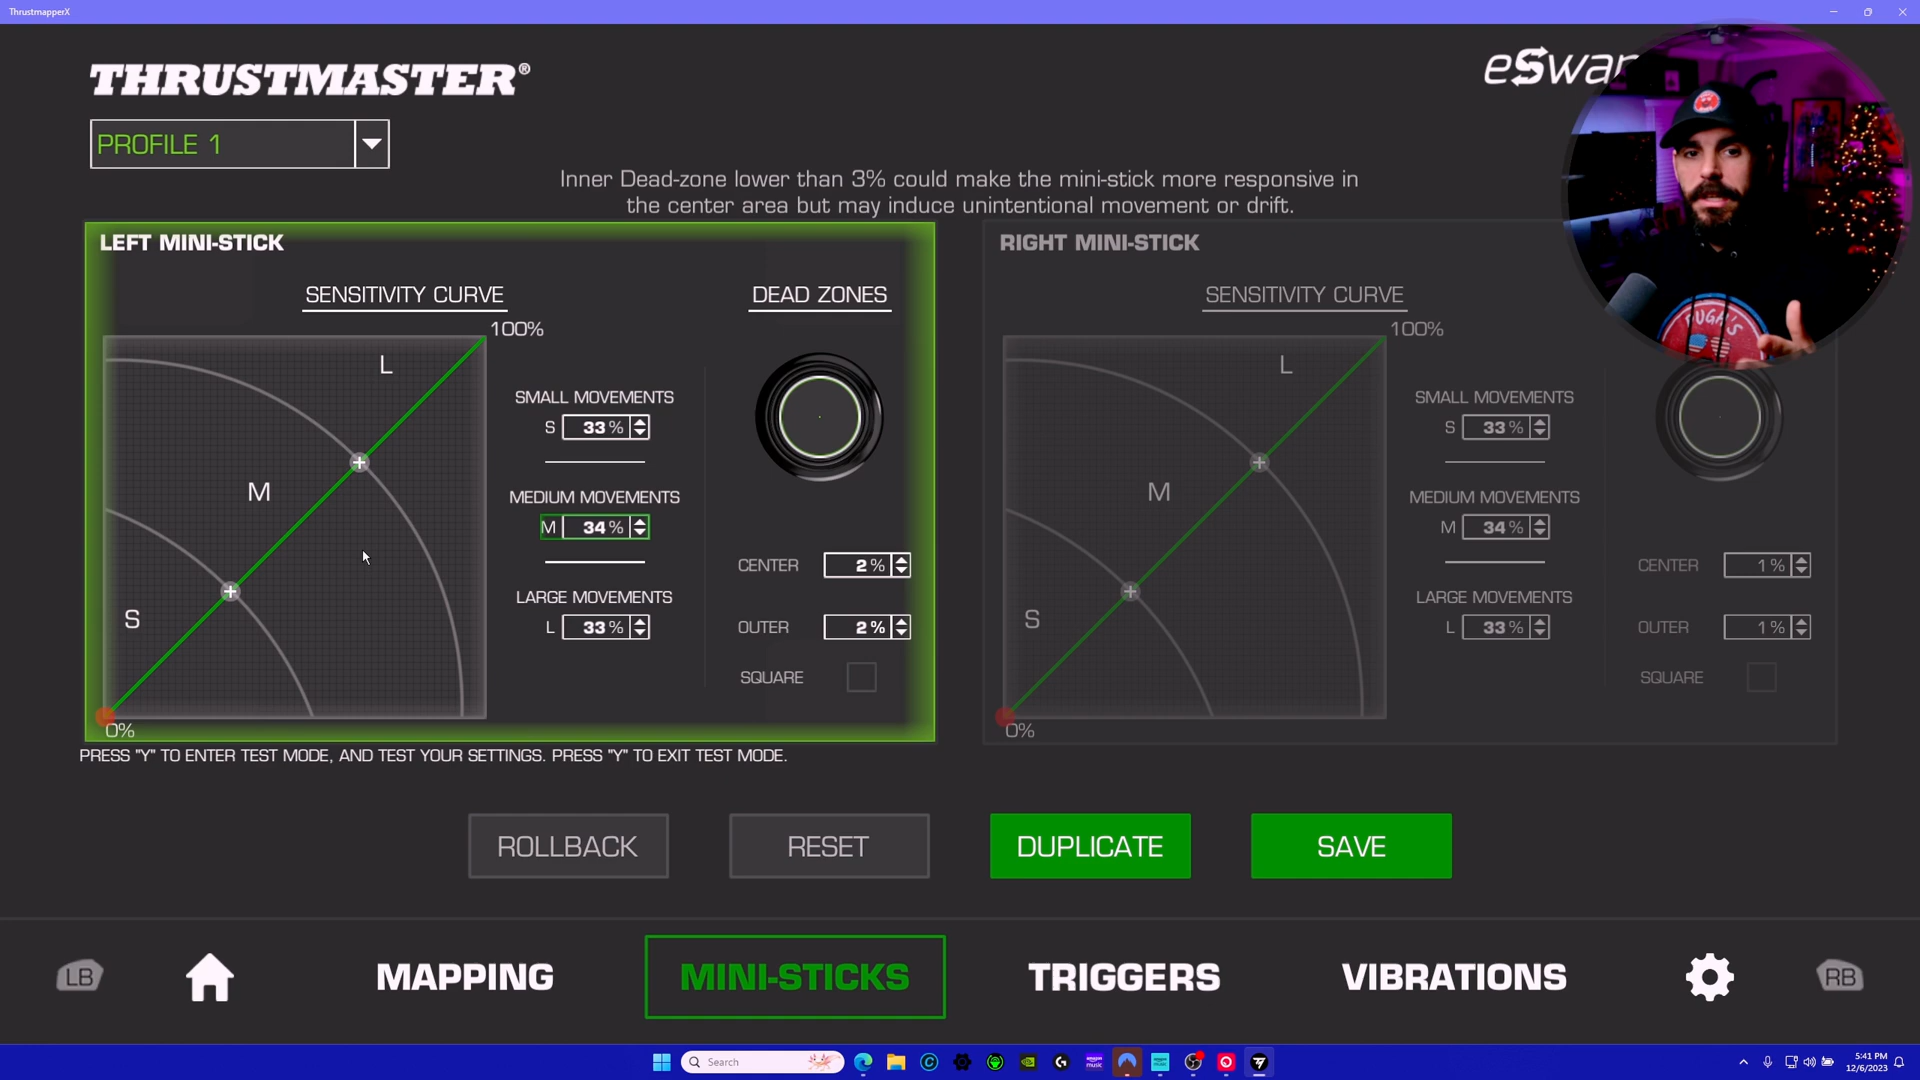 ThrustmapperX
THRUSTMASTER®
eSwap
PROFILE 1
Inner Dead-zone lower than 3% could make the mini-stick more responsive in
the center area but may induce unintentional movement or drift.
LEFT MINI-STICK
SENSITIVITY CURVE
DEAD ZONES
100%
L
M
S
0%
SMALL MOVEMENTS
S 33 %
MEDIUM MOVEMENTS
M 34 %
LARGE MOVEMENTS
L 33 %
CENTER 2 %
OUTER 2 %
SQUARE
PRESS "Y" TO ENTER TEST MODE, AND TEST YOUR SETTINGS. PRESS "Y" TO EXIT TEST MODE.
RIGHT MINI-STICK
SENSITIVITY CURVE
100%
L
M
S
0%
SMALL MOVEMENTS
S 33 %
MEDIUM MOVEMENTS
M 34 %
LARGE MOVEMENTS
L 33 %
CENTER 1 %
OUTER 1 %
SQUARE
ROLLBACK
RESET
DUPLICATE
SAVE
LB
MAPPING
MINI-STICKS
TRIGGERS
VIBRATIONS
RB
Search
amazon music
5:41 PM
12/6/2023